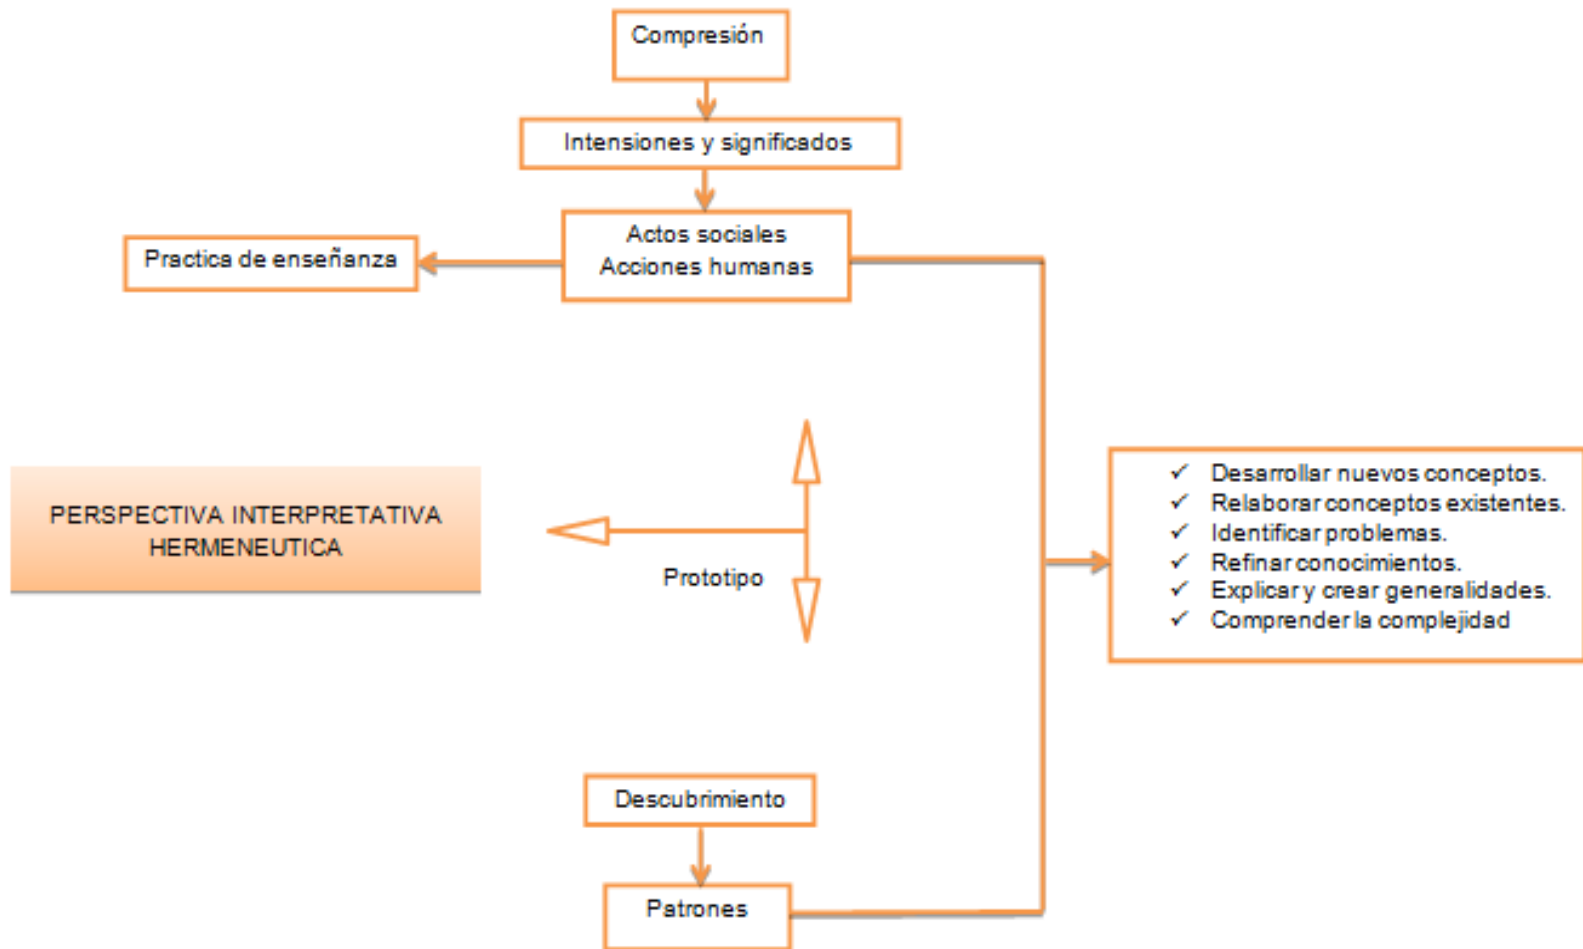 Compresión
Intensiones y significados
Actos sociales
Acciones humanas
Practica de enseñanza
PERSPECTIVA INTERPRETATIVA
HERMENEUTICA
Prototipo
✓ Desarrollar nuevos conceptos.
✓ Relaborar conceptos existentes.
✓ Identificar problemas.
✓ Refinar conocimientos.
✓ Explicar y crear generalidades.
✓ Comprender la complejidad
Descubrimiento
Patrones